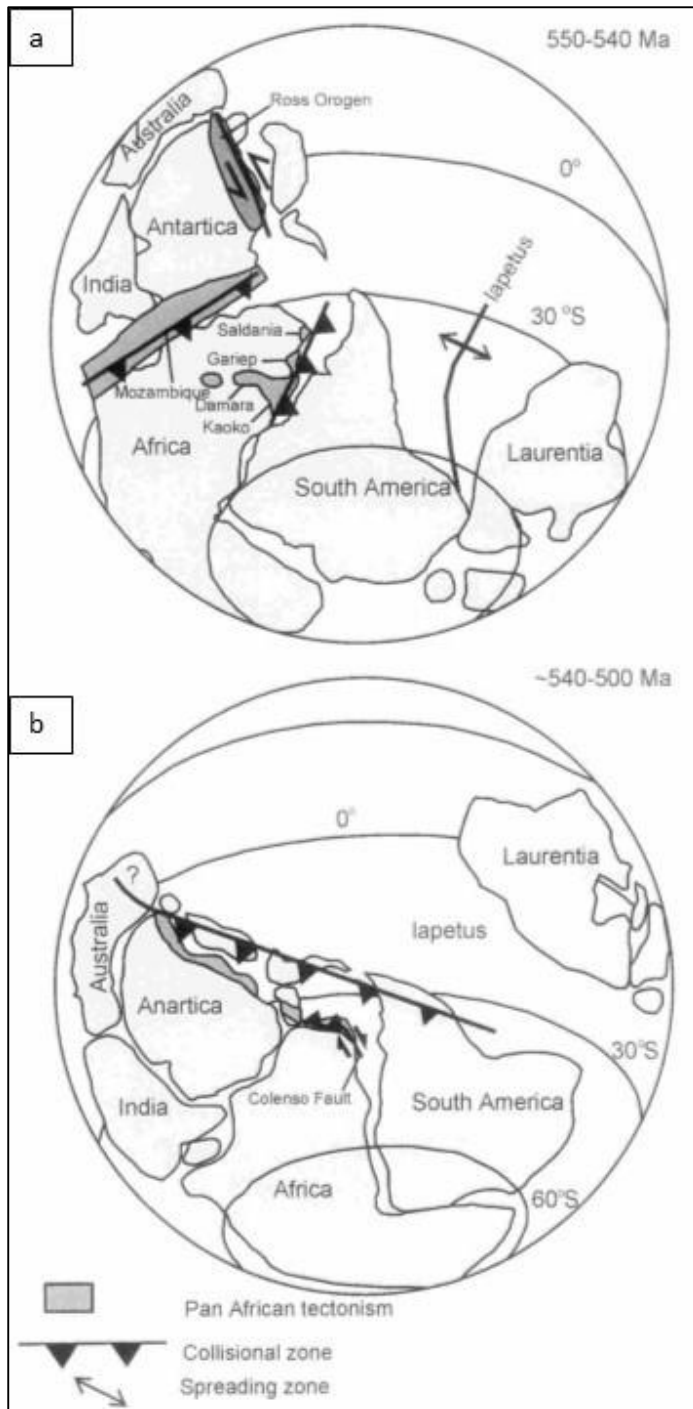 a
550-540 Ma
Ross Orogen
Australia
0°
Antartica
India
Iapetus
30 °S
Saldania
Gariep
Mozambique
Damara
Kaoko
Africa
Laurentia
South America
~540-500 Ma
b
0°
Laurentia
?
Iapetus
Australia
Anartica
30°S
Colenso Fault
India
South America
Africa
60°S
Pan African tectonism
Collisional zone
Spreading zone